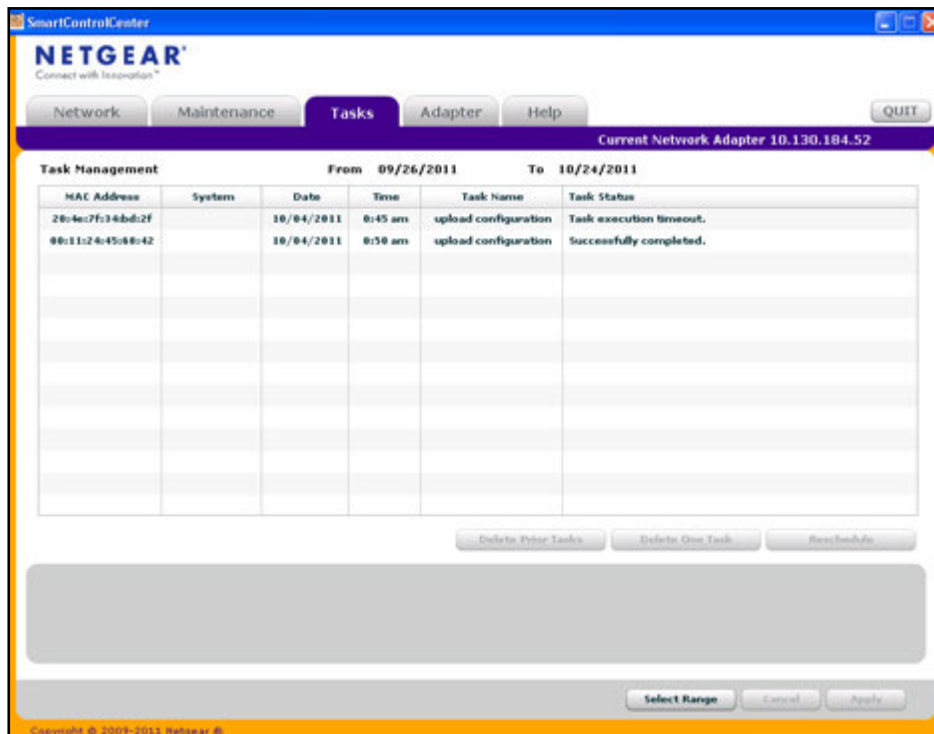 SmartControlCenter
NETGEAR®
Connect with Innovation™
Network Maintenance Tasks Adapter Help QUIT
Current Network Adapter 10.130.184.52
Task Management From 09/26/2011 To 10/24/2011
MAC Address System Date Time Task Name Task Status
20:4e:7f:34:bd:2f 10/04/2011 0:45 am upload configuration Task execution timeout.
00:11:24:45:68:42 10/04/2011 0:50 am upload configuration Successfully completed.
Delete Prior Tasks Delete One Task Reschedule
Select Range Cancel Apply
Copyright © 2009-2011 Netgear ®